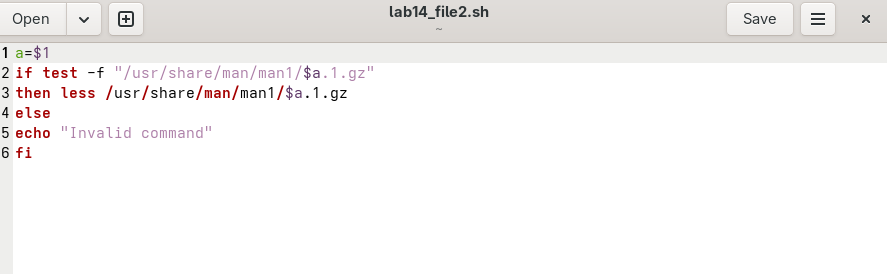 Open
lab14_file2.sh
~
Save
1 a=$1
2 if test -f "/usr/share/man/man1/$a.1.gz"
3 then less /usr/share/man/man1/$a.1.gz
4 else
5 echo "Invalid command"
6 fi